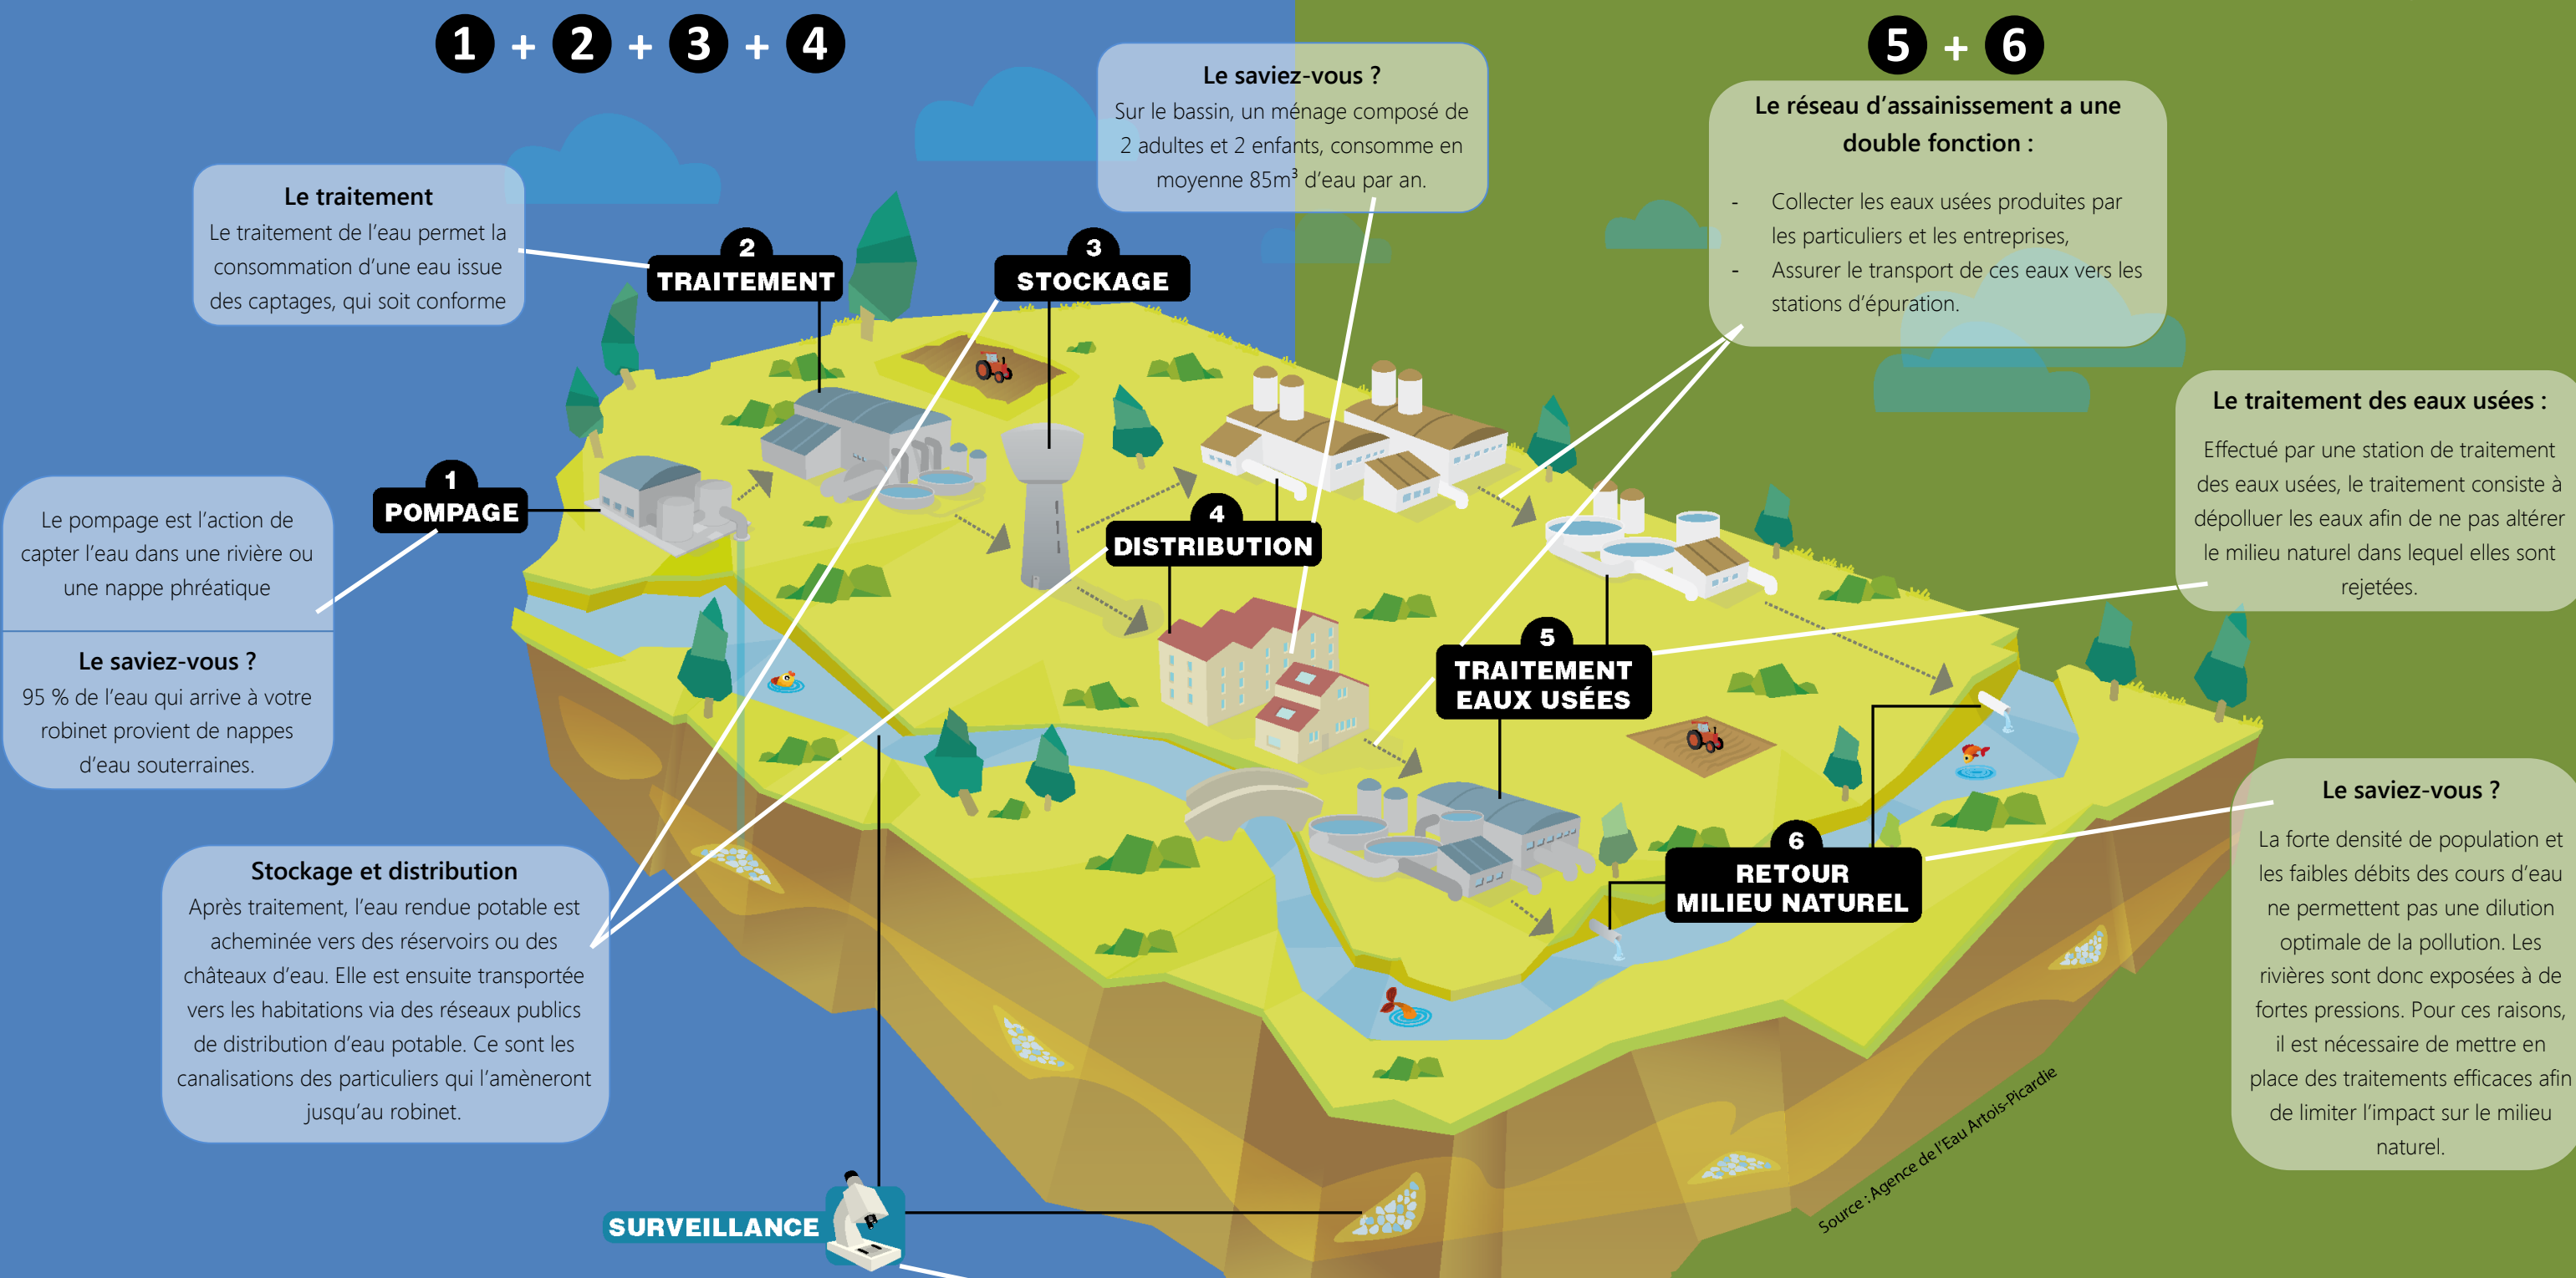 1 + 2 + 3 + 4
5 + 6
Le saviez-vous ?
Sur le bassin, un ménage composé de
2 adultes et 2 enfants, consomme en
moyenne 85m³ d'eau par an.
Le réseau d'assainissement a une
double fonction :
- Collecter les eaux usées produites par
les particuliers et les entreprises,
- Assurer le transport de ces eaux vers les
stations d'épuration.
Le traitement
Le traitement de l'eau permet la
consommation d'une eau issue
des captages, qui soit conforme
2
TRAITEMENT
3
STOCKAGE
Le traitement des eaux usées :
Effectué par une station de traitement
des eaux usées, le traitement consiste à
dépolluer les eaux afin de ne pas altérer
le milieu naturel dans lequel elles sont
rejetées.
1
POMPAGE
Le pompage est l'action de
capter l'eau dans une rivière ou
une nappe phréatique
Le saviez-vous ?
95 % de l'eau qui arrive à votre
robinet provient de nappes
d'eau souterraines.
4
DISTRIBUTION
5
TRAITEMENT
EAUX USÉES
6
RETOUR
MILIEU NATUREL
Le saviez-vous ?
La forte densité de population et
les faibles débits des cours d'eau
ne permettent pas une dilution
optimale de la pollution. Les
rivières sont donc exposées à de
fortes pressions. Pour ces raisons,
il est nécessaire de mettre en
place des traitements efficaces afin
de limiter l'impact sur le milieu
naturel.
Stockage et distribution
Après traitement, l'eau rendue potable est
acheminée vers des réservoirs ou des
châteaux d'eau. Elle est ensuite transportée
vers les habitations via des réseaux publics
de distribution d'eau potable. Ce sont les
canalisations des particuliers qui l'amèneront
jusqu'au robinet.
SURVEILLANCE
Source : Agence de l'Eau Artois-Picardie